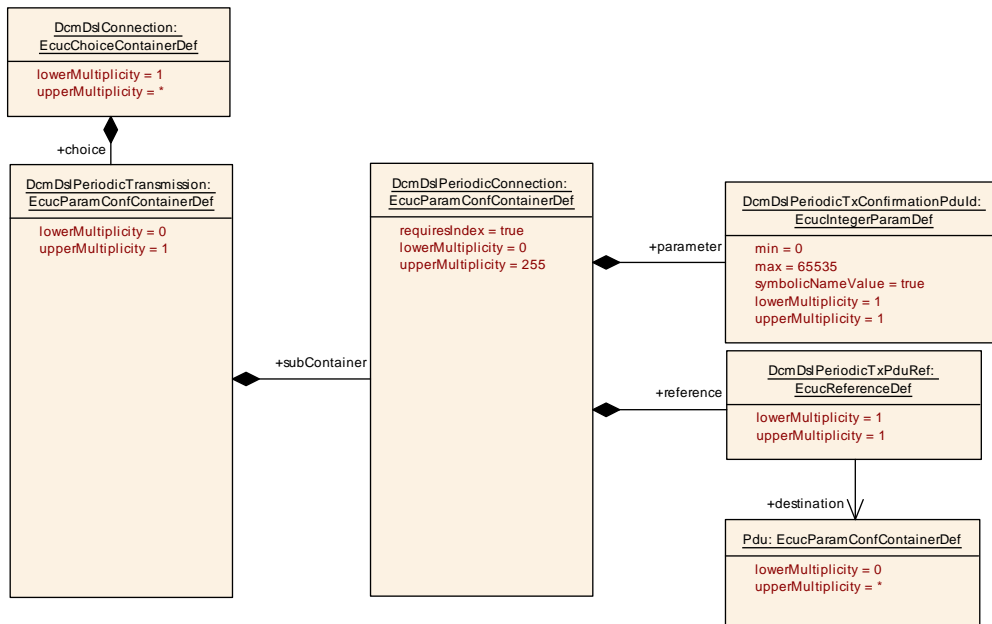 DcmDslConnection:
EcucChoiceContainerDef
lowerMultiplicity = 1
upperMultiplicity = *
+choice
DcmDslPeriodicTransmission:
EcucParamConfContainerDef
lowerMultiplicity = 0
upperMultiplicity = 1
+subContainer
DcmDslPeriodicConnection:
EcucParamConfContainerDef
requiresIndex = true
lowerMultiplicity = 0
upperMultiplicity = 255
+parameter
DcmDslPeriodicTxConfirmationPduId:
EcucIntegerParamDef
min = 0
max = 65535
symbolicNameValue = true
lowerMultiplicity = 1
upperMultiplicity = 1
+reference
DcmDslPeriodicTxPduRef:
EcucReferenceDef
lowerMultiplicity = 1
upperMultiplicity = 1
+destination
Pdu: EcucParamConfContainerDef
lowerMultiplicity = 0
upperMultiplicity = *